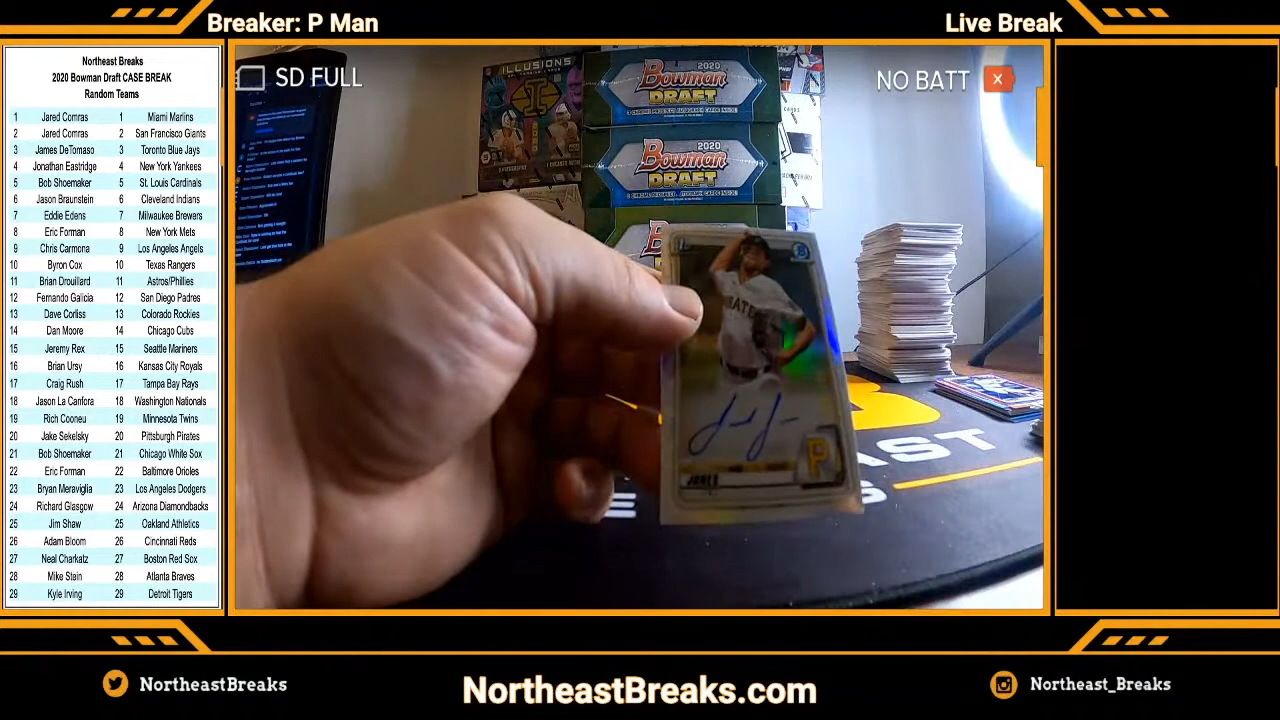 Breaker: P Man
Live Break
Northeast Breaks
2020 Bowman Draft CASE BREAK
Random Teams
1 Jared Comras 1 Miami Marlins
2 Jared Comras 2 San Francisco Giants
3 James DeTomaso 3 Toronto Blue Jays
4 Jonathan Eastridge 4 New York Yankees
5 Bob Shoemaker 5 St. Louis Cardinals
6 Jason Braunstein 6 Cleveland Indians
7 Eddie Edens 7 Milwaukee Brewers
8 Eric Forman 8 New York Mets
9 Chris Carmona 9 Los Angeles Angels
10 Byron Cox 10 Texas Rangers
11 Brian Drouillard 11 Astros/Phillies
12 Fernando Galicia 12 San Diego Padres
13 Dave Corliss 13 Colorado Rockies
14 Dan Moore 14 Chicago Cubs
15 Jeremy Rex 15 Seattle Mariners
16 Brian Ursy 16 Kansas City Royals
17 Craig Rush 17 Tampa Bay Rays
18 Jason La Canfora 18 Washington Nationals
19 Rich Cooneu 19 Minnesota Twins
20 Jake Sekelsky 20 Pittsburgh Pirates
21 Bob Shoemaker 21 Chicago White Sox
22 Eric Forman 22 Baltimore Orioles
23 Bryan Meraviglia 23 Los Angeles Dodgers
24 Richard Glasgow 24 Arizona Diamondbacks
25 Jim Shaw 25 Oakland Athletics
26 Adam Bloom 26 Cincinnati Reds
27 Neal Charkatz 27 Boston Red Sox
28 Mike Stein 28 Atlanta Braves
29 Kyle Irving 29 Detroit Tigers
SD FULL
NO BATT
ILLUSIONS
2020
Bowman
DRAFT
2020
Bowman
DRAFT
P
AST
NortheastBreaks
NortheastBreaks.com
Northeast_Breaks